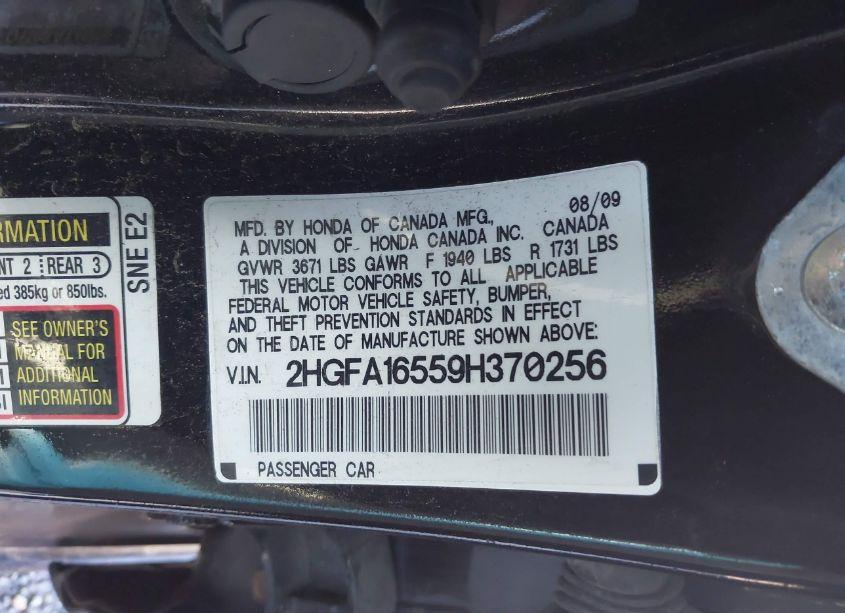 RMATION
NT 2 REAR 3
ed 385kg or 850lbs.
SEE OWNER'S
MANUAL FOR
ADDITIONAL
INFORMATION
SNE E2
08/09
MFD. BY HONDA OF CANADA MFG.,
A DIVISION OF HONDA CANADA INC. CANADA
GVWR 3671 LBS GAWR F 1940 LBS R 1731 LBS
THIS VEHICLE CONFORMS TO ALL APPLICABLE
FEDERAL MOTOR VEHICLE SAFETY, BUMPER,
AND THEFT PREVENTION STANDARDS IN EFFECT
ON THE DATE OF MANUFACTURE SHOWN ABOVE:
V.I.N. 2HGFA16559H370256
PASSENGER CAR